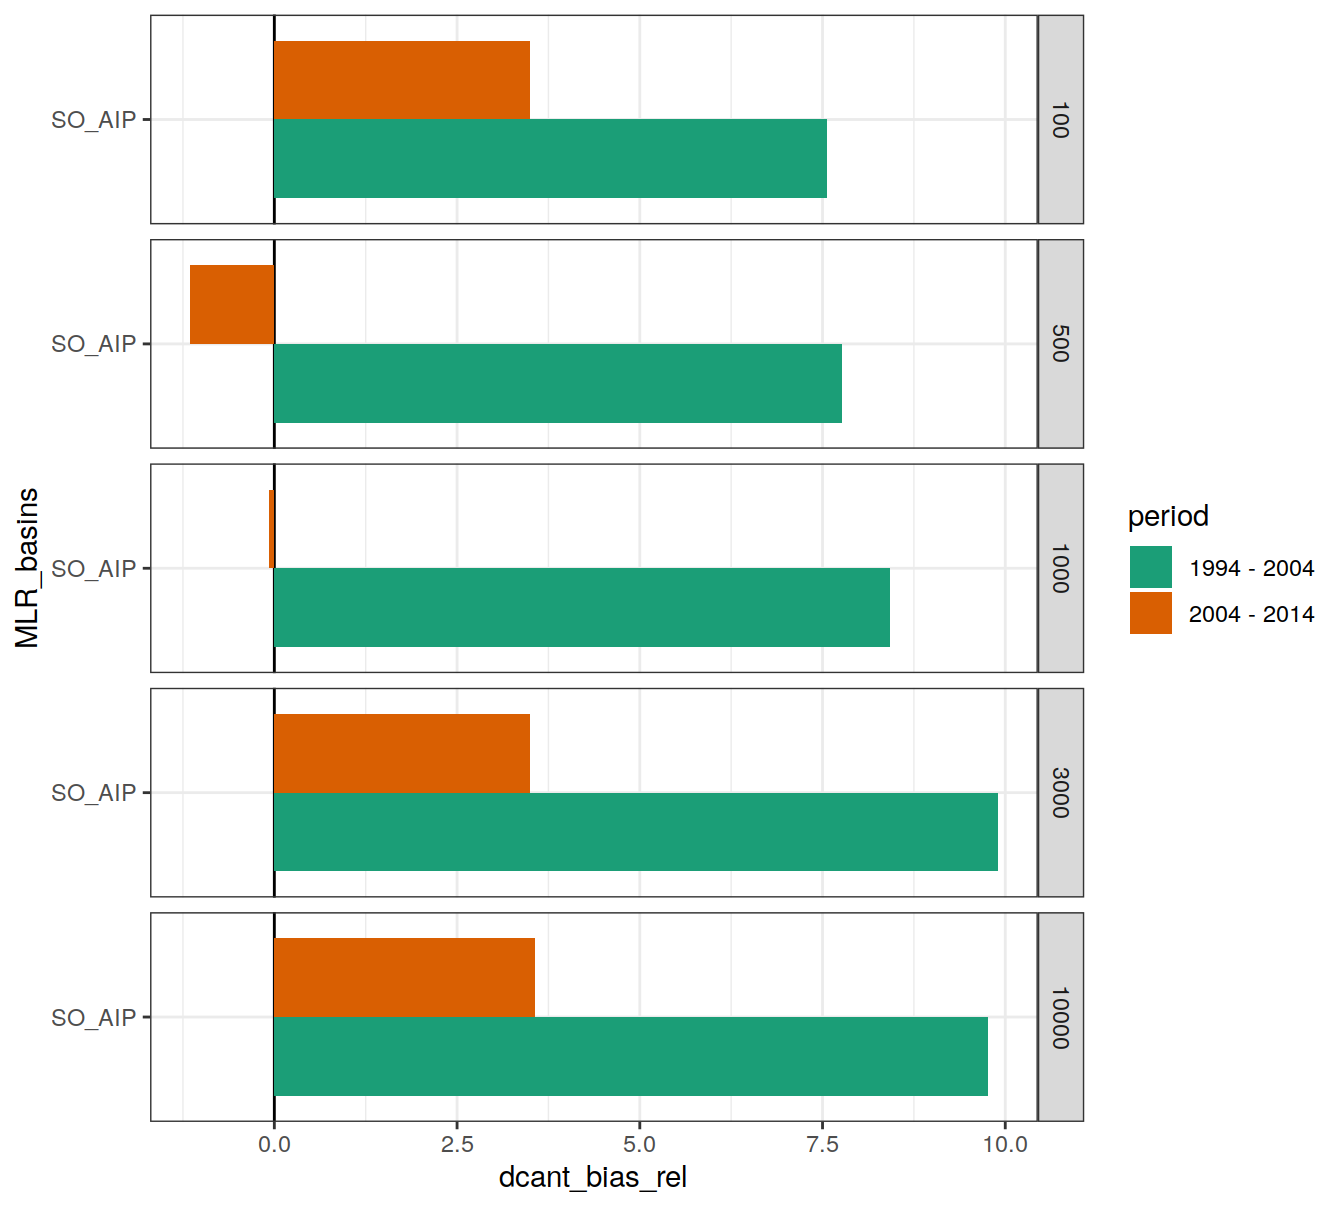 SO_AIP
100
SO_AIP
500
SO_AIP
1000
SO_AIP
3000
SO_AIP
10000
MLR_basins
0.0 2.5 5.0 7.5 10.0
dcant_bias_rel
period
1994 - 2004
2004 - 2014